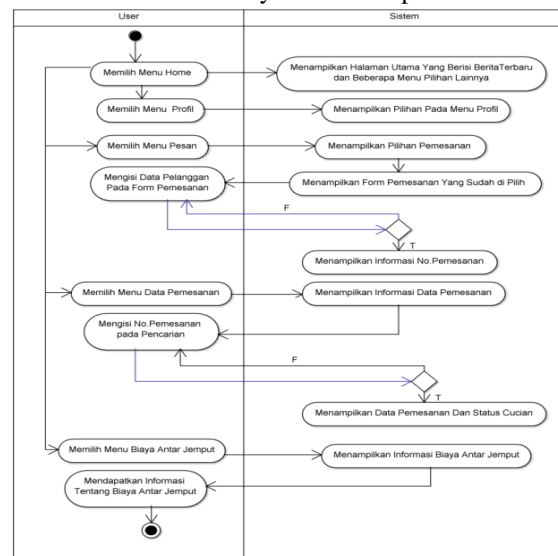 User
Sistem
Memilih Menu Home
Menampilkan Halaman Utama Yang Berisi BeritaTerbaru
dan Beberapa Menu Pilihan Lainnya
Memilih Menu Profil
Menampilkan Pilihan Pada Menu Profil
Memilih Menu Pesan
Menampilkan Pilihan Pemesanan
Mengisi Data Pelanggan
Pada Form Pemesanan
Menampilkan Form Pemesanan Yang Sudah di Pilih
F
T
Menampilkan Informasi No.Pemesanan
Memilih Menu Data Pemesanan
Menampilkan Informasi Data Pemesanan
Mengisi No.Pemesanan
pada Pencarian
F
T
Menampilkan Data Pemesanan Dan Status Cucian
Memilih Menu Biaya Antar Jemput
Menampilkan Informasi Biaya Antar Jemput
Mendapatkan Informasi
Tentang Biaya Antar Jemput